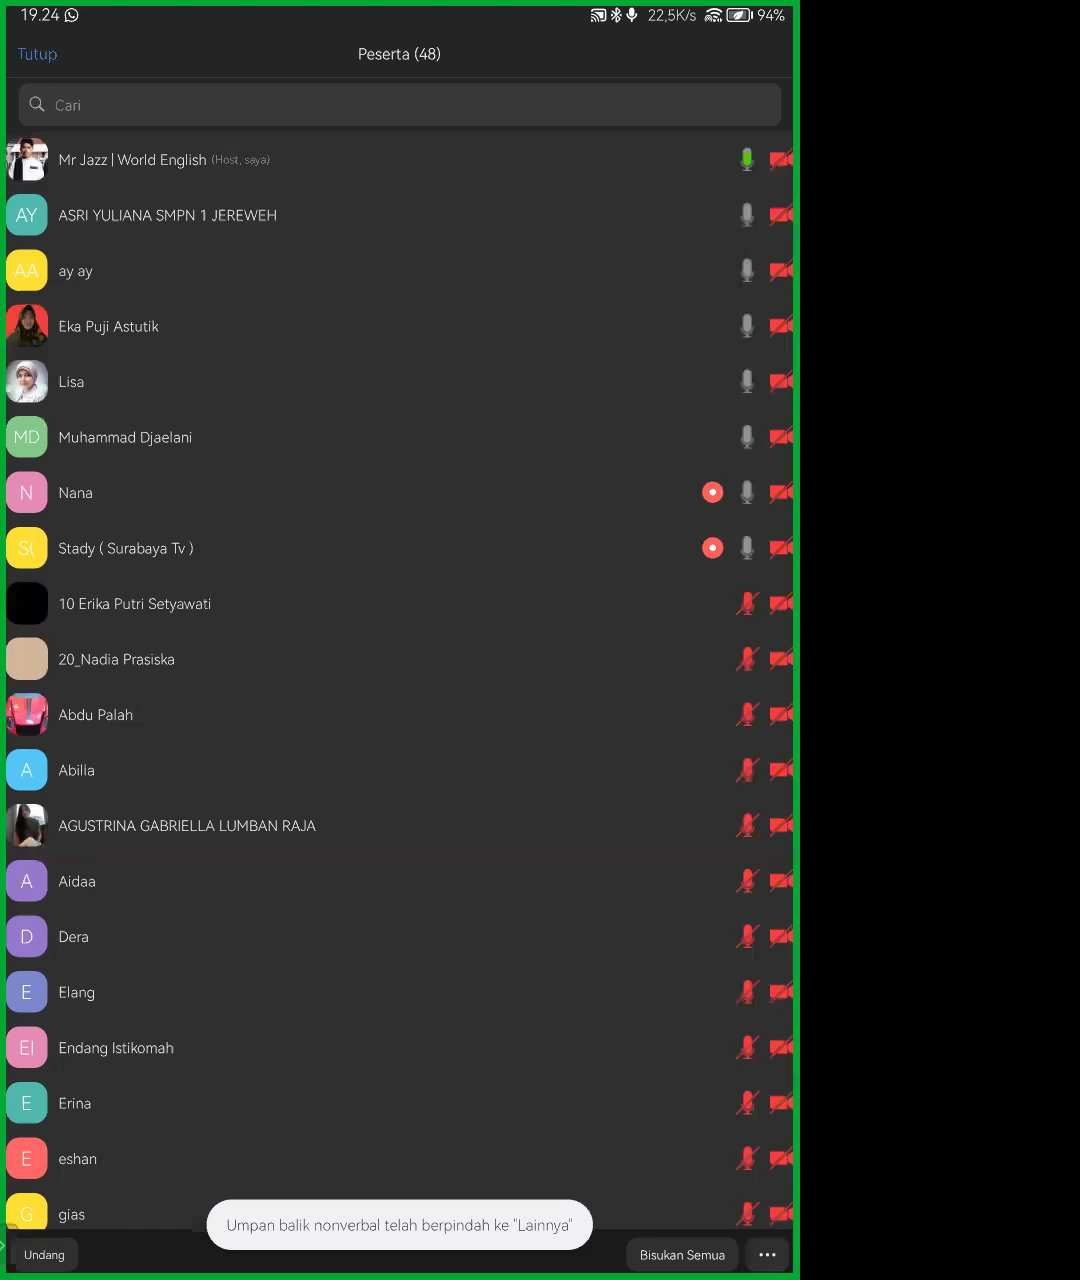 19.24 22,5K/s 94%
Tutup Peserta (48)
Cari
Mr Jazz | World English (Host, saya)
AY ASRI YULIANA SMPN 1 JEREWEH
AA ay ay
Eka Puji Astutik
Lisa
MD Muhammad Djaelani
N Nana
S( Stady ( Surabaya Tv )
10 Erika Putri Setyawati
20_Nadia Prasiska
Abdu Palah
A Abilla
AGUSTRINA GABRIELLA LUMBAN RAJA
A Aidaa
D Dera
E Elang
EI Endang Istikomah
E Erina
E eshan
G gias
Umpan balik nonverbal telah berpindah ke "Lainnya"
Undang Bisukan Semua